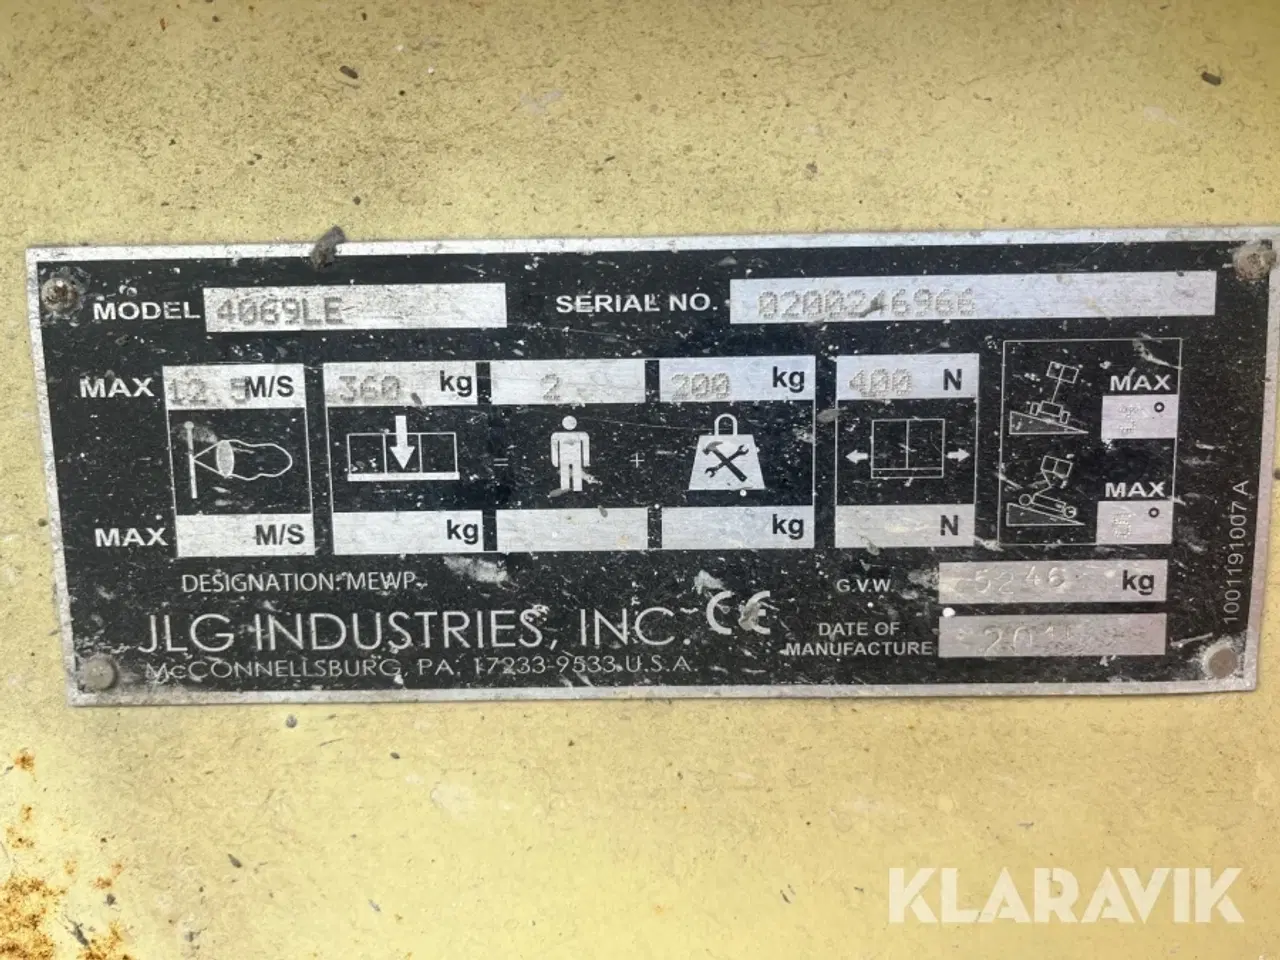 MODEL 4069LE SERIAL NO. 0200246966
MAX 12.5 M/S 360 kg 2 200 kg 400 N
MAX
°
= +
MAX
°
MAX M/S kg kg N
DESIGNATION: MEWP
G.V.W. 5246 kg
JLG INDUSTRIES, INC. CE
DATE OF
MANUFACTURE
McCONNELLSBURG, PA. 17233-9533 U.S.A.
1001191007 A
KLARAVIK